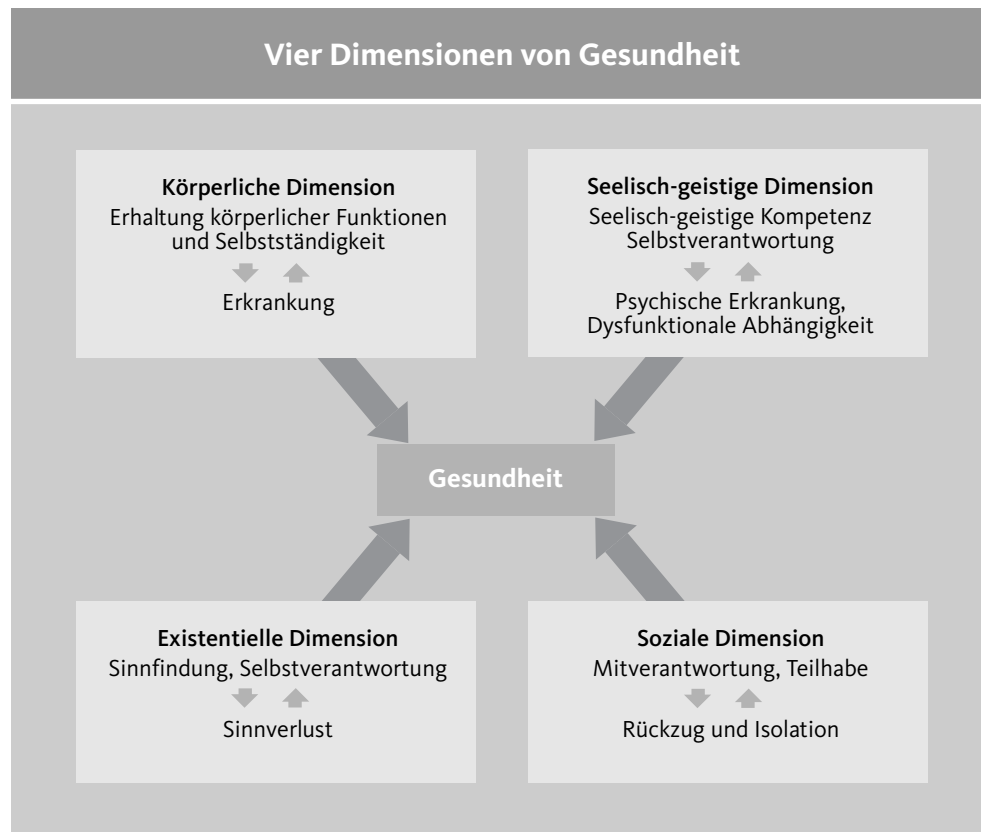 Vier Dimensionen von Gesundheit
Körperliche Dimension
Erhaltung körperlicher Funktionen
und Selbstständigkeit
Erkrankung
Seelisch-geistige Dimension
Seelisch-geistige Kompetenz
Selbstverantwortung
Psychische Erkrankung,
Dysfunktionale Abhängigkeit
Gesundheit
Existentielle Dimension
Sinnfindung, Selbstverantwortung
Sinnverlust
Soziale Dimension
Mitverantwortung, Teilhabe
Rückzug und Isolation